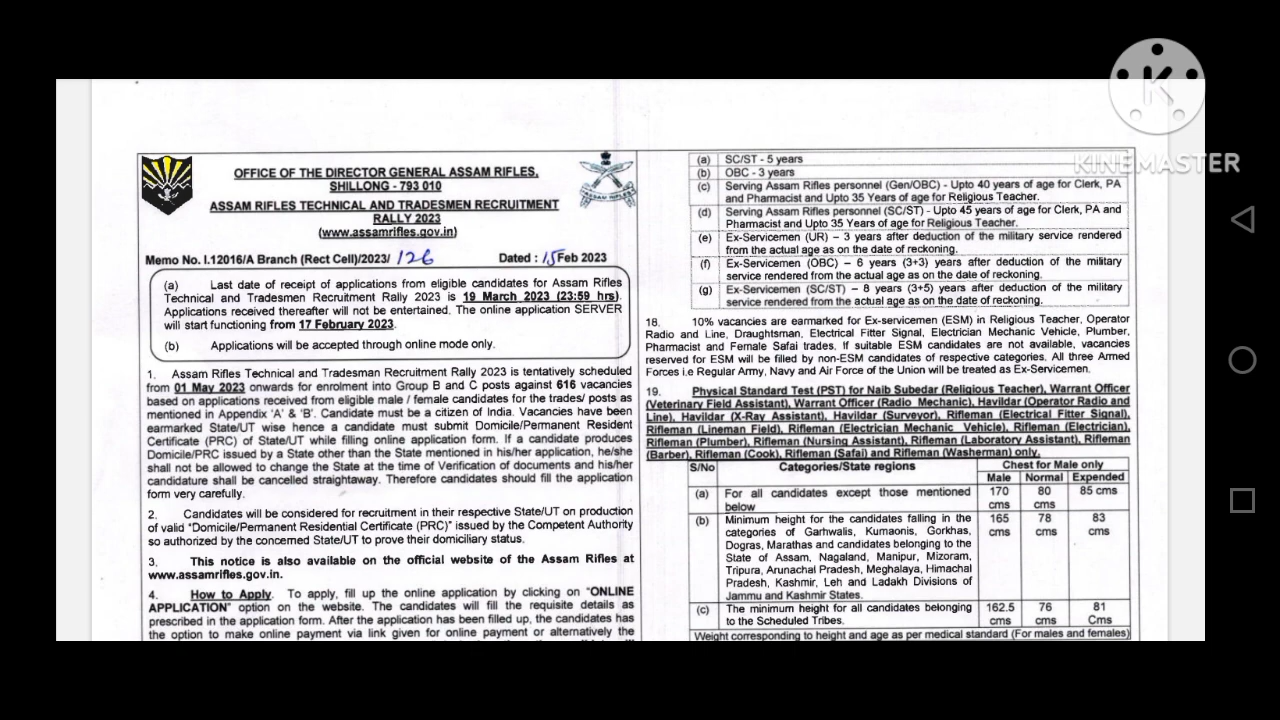 OFFICE OF THE DIRECTOR GENERAL ASSAM RIFLES,
SHILLONG - 793 010
ASSAM RIFLES TECHNICAL AND TRADESMEN RECRUITMENT
RALLY 2023
(www.assamrifles.gov.in)
ASSAM RIFLES
Memo No. I.12016/A Branch (Rect Cell)/2023/ 126 Dated : 15 Feb 2023
(a) Last date of receipt of applications from eligible candidates for Assam Rifles
Technical and Tradesmen Recruitment Rally 2023 is 19 March 2023 (23:59 hrs).
Applications received thereafter will not be entertained. The online application SERVER
will start functioning from 17 February 2023.
(b) Applications will be accepted through online mode only.
1. Assam Rifles Technical and Tradesman Recruitment Rally 2023 is tentatively scheduled
from 01 May 2023 onwards for enrolment into Group B and C posts against 616 vacancies
based on applications received from eligible male / female candidates for the trades/ posts as
mentioned in Appendix 'A' & 'B'. Candidate must be a citizen of India. Vacancies have been
earmarked State/UT wise hence a candidate must submit Domicile/Permanent Resident
Certificate (PRC) of State/UT while filling online application form. If a candidate produces
Domicile/PRC issued by a State other than the State mentioned in his/her application, he/she
shall not be allowed to change the State at the time of Verification of documents and his/her
candidature shall be cancelled straightaway. Therefore candidates should fill the application
form very carefully.
2. Candidates will be considered for recruitment in their respective State/UT on production
of valid "Domicile/Permanent Residential Certificate (PRC)" issued by the Competent Authority
so authorized by the concerned State/UT to prove their domiciliary status.
3. This notice is also available on the official website of the Assam Rifles at
www.assamrifles.gov.in.
4. How to Apply. To apply, fill up the online application by clicking on "ONLINE
APPLICATION" option on the website. The candidates will fill the requisite details as
prescribed in the application form. After the application has been filled up, the candidates has
the option to make online payment via link given for online payment or alternatively the
(a) SC/ST - 5 years
(b) OBC - 3 years
(c) Serving Assam Rifles personnel (Gen/OBC) - Upto 40 years of age for Clerk, PA
and Pharmacist and Upto 35 Years of age for Religious Teacher.
(d) Serving Assam Rifles personnel (SC/ST) - Upto 45 years of age for Clerk, PA and
Pharmacist and Upto 35 Years of age for Religious Teacher.
(e) Ex-Servicemen (UR) – 3 years after deduction of the military service rendered
from the actual age as on the date of reckoning.
(f) Ex-Servicemen (OBC) – 6 years (3+3) years after deduction of the military
service rendered from the actual age as on the date of reckoning.
(g) Ex-Servicemen (SC/ST) – 8 years (3+5) years after deduction of the military
service rendered from the actual age as on the date of reckoning.
18. 10% vacancies are earmarked for Ex-servicemen (ESM) in Religious Teacher, Operator
Radio and Line, Draughtsman, Electrical Fitter Signal, Electrician Mechanic Vehicle, Plumber,
Pharmacist and Female Safai trades. If suitable ESM candidates are not available, vacancies
reserved for ESM will be filled by non-ESM candidates of respective categories. All three Armed
Forces i.e Regular Army, Navy and Air Force of the Union will be treated as Ex-Servicemen.
19. Physical Standard Test (PST) for Naib Subedar (Religious Teacher), Warrant Officer
(Veterinary Field Assistant), Warrant Officer (Radio Mechanic), Havildar (Operator Radio and
Line), Havildar (X-Ray Assistant), Havildar (Surveyor), Rifleman (Electrical Fitter Signal),
Rifleman (Lineman Field), Rifleman (Electrician Mechanic Vehicle), Rifleman (Electrician),
Rifleman (Plumber), Rifleman (Nursing Assistant), Rifleman (Laboratory Assistant), Rifleman
(Barber), Rifleman (Cook), Rifleman (Safai) and Rifleman (Washerman) only.
S/No Categories/State regions Chest for Male only
Male Normal Expended
(a) For all candidates except those mentioned 170 80 85 cms
below cms cms
(b) Minimum height for the candidates falling in the 165 78 83
categories of Garhwalis, Kumaonis, Gorkhas, cms cms cms
Dogras, Marathas and candidates belonging to the
State of Assam, Nagaland, Manipur, Mizoram,
Tripura, Arunachal Pradesh, Meghalaya, Himachal
Pradesh, Kashmir, Leh and Ladakh Divisions of
Jammu and Kashmir States.
(c) The minimum height for all candidates belonging 162.5 76 81
to the Scheduled Tribes. cms cms Cms
Weight corresponding to height and age as per medical standard (For males and females)
K
KINEMASTER